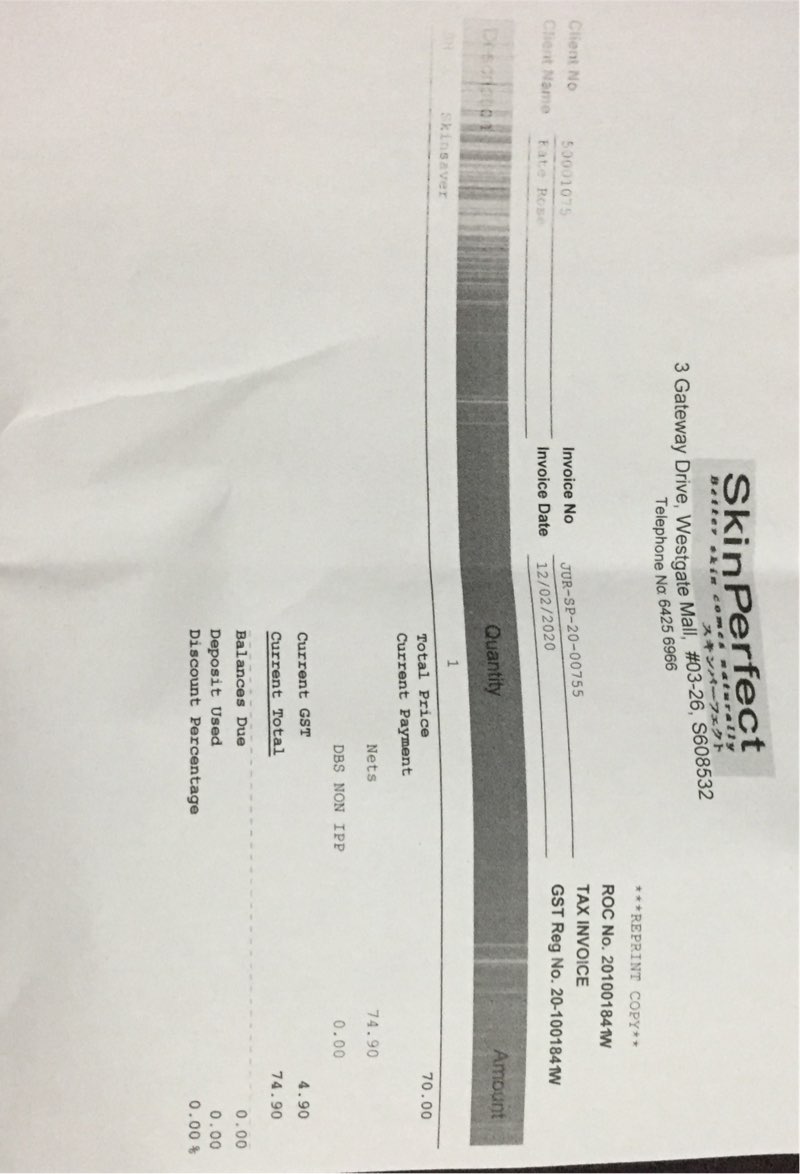 SkinPerfect
Better skin comes naturally
スキンパーフェクト
3 Gateway Drive, Westgate Mall, #03-26, S608532
Telephone No: 6425 6966
***REPRINT COPY**
ROC No. 201001841W
TAX INVOICE
GST Reg No. 20-1001841W
Client No 50001075 Invoice No JUR-SP-20-00755
Client Name Kate Rose Invoice Date 12/02/2020
Description Quantity Amount
Skinsaver 1
Total Price 70.00
Current Payment
Nets 74.90
DBS NON IPP 0.00
Current GST 4.90
Current Total 74.90
Balances Due 0.00
Deposit Used 0.00
Discount Percentage 0.00 %